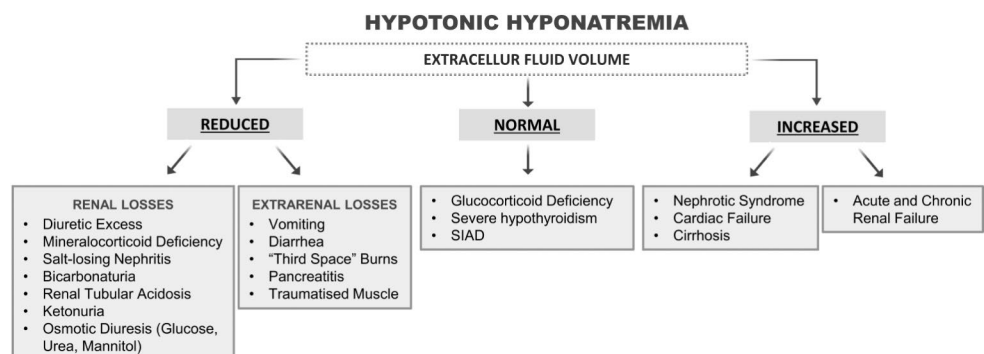 HYPOTONIC HYPONATREMIA
EXTRACELLUR FLUID VOLUME
REDUCED
NORMAL
INCREASED
RENAL LOSSES
• Diuretic Excess
• Mineralocorticoid Deficiency
• Salt-losing Nephritis
• Bicarbonaturia
• Renal Tubular Acidosis
• Ketonuria
• Osmotic Diuresis (Glucose,
Urea, Mannitol)
EXTRARENAL LOSSES
• Vomiting
• Diarrhea
• “Third Space” Burns
• Pancreatitis
• Traumatised Muscle
• Glucocorticoid Deficiency
• Severe hypothyroidism
• SIAD
• Nephrotic Syndrome
• Cardiac Failure
• Cirrhosis
• Acute and Chronic
Renal Failure